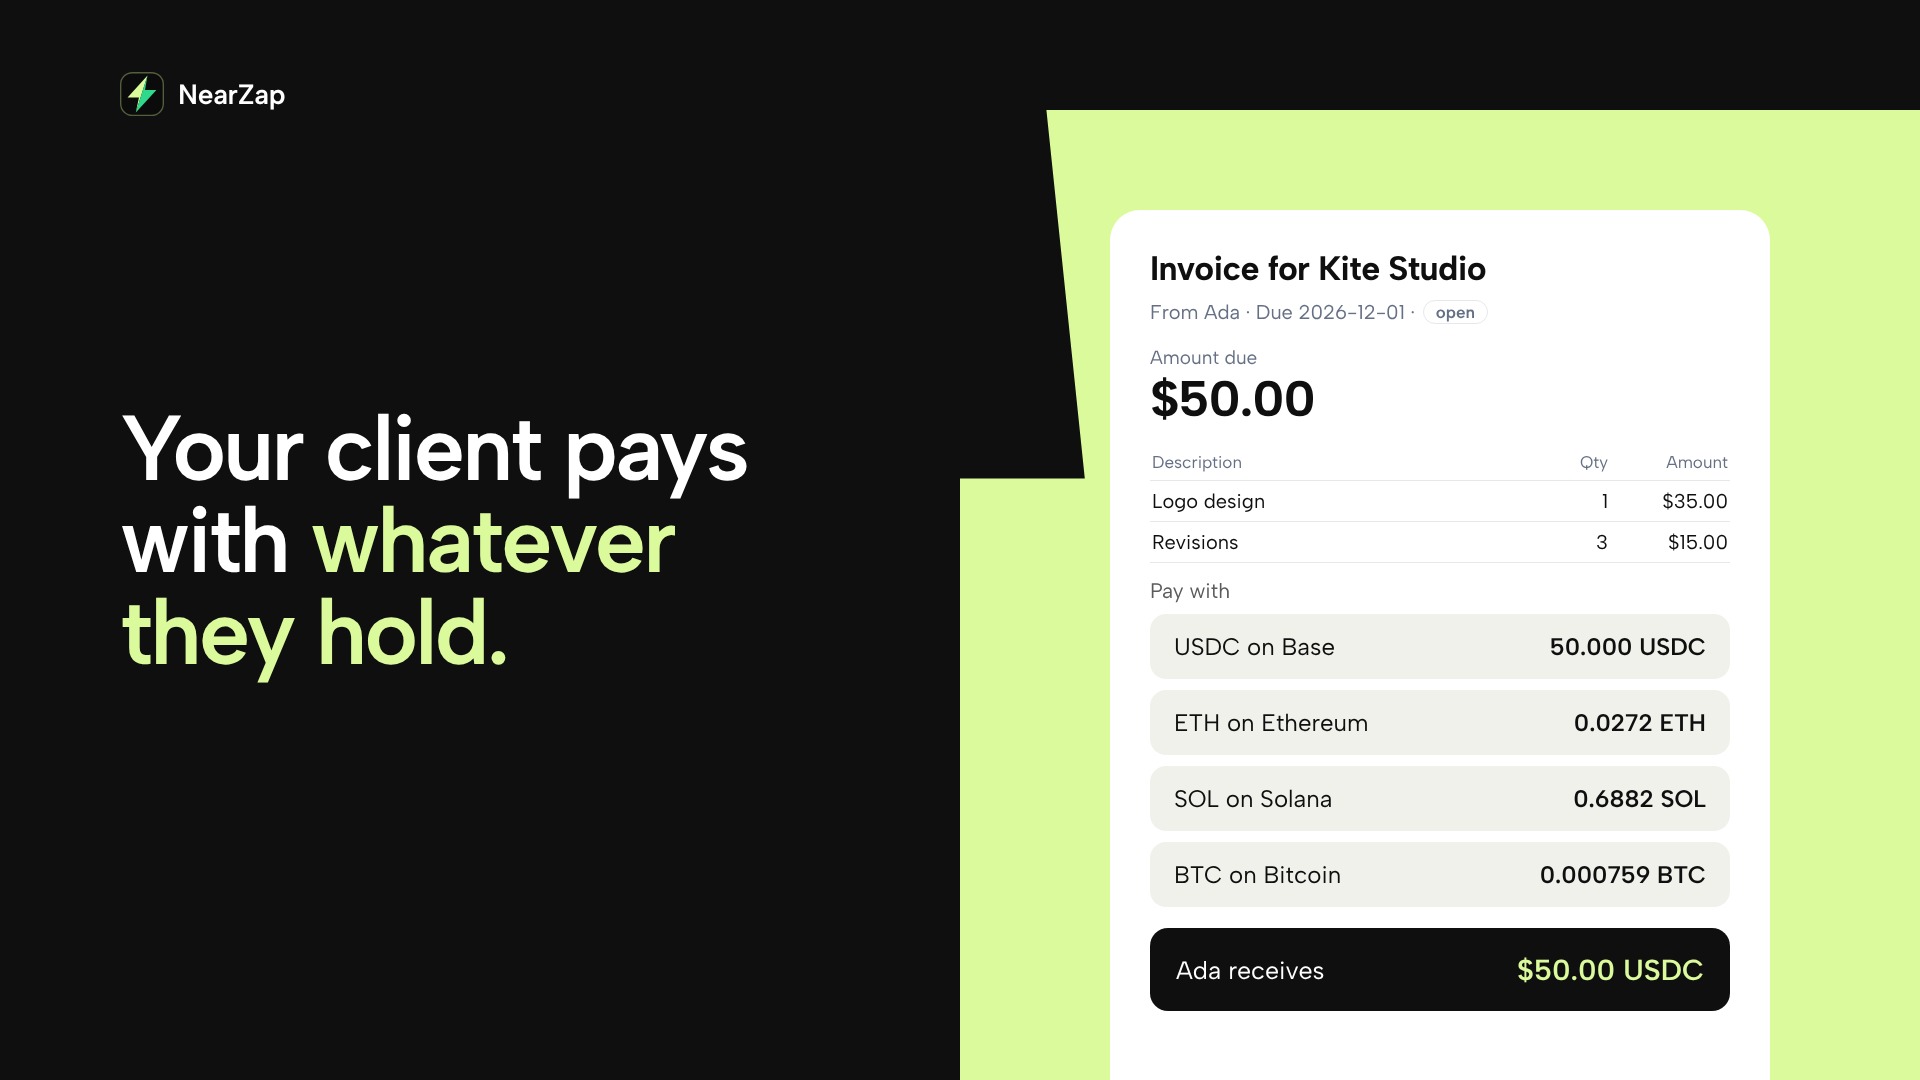 NearZap
Your client pays
with whatever
they hold.
Invoice for Kite Studio
From Ada · Due 2026-12-01 · open
Amount due
$50.00
Description Qty Amount
Logo design 1 $35.00
Revisions 3 $15.00
Pay with
USDC on Base 50.000 USDC
ETH on Ethereum 0.0272 ETH
SOL on Solana 0.6882 SOL
BTC on Bitcoin 0.000759 BTC
Ada receives $50.00 USDC